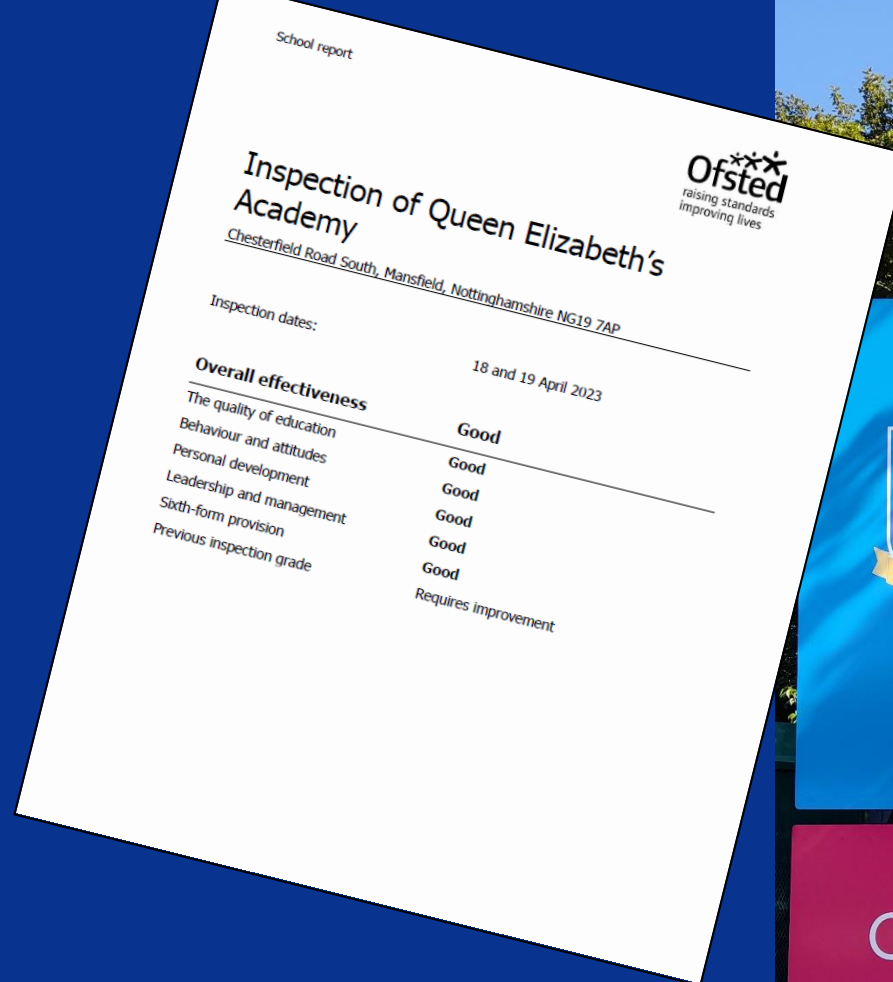 School report
Ofsted
raising standards
improving lives
Inspection of Queen Elizabeth’s
Academy
Chesterfield Road South, Mansfield, Nottinghamshire NG19 7AP
Inspection dates: 18 and 19 April 2023
Overall effectiveness Good
The quality of education Good
Behaviour and attitudes Good
Personal development Good
Leadership and management Good
Sixth-form provision Good
Previous inspection grade Requires improvement